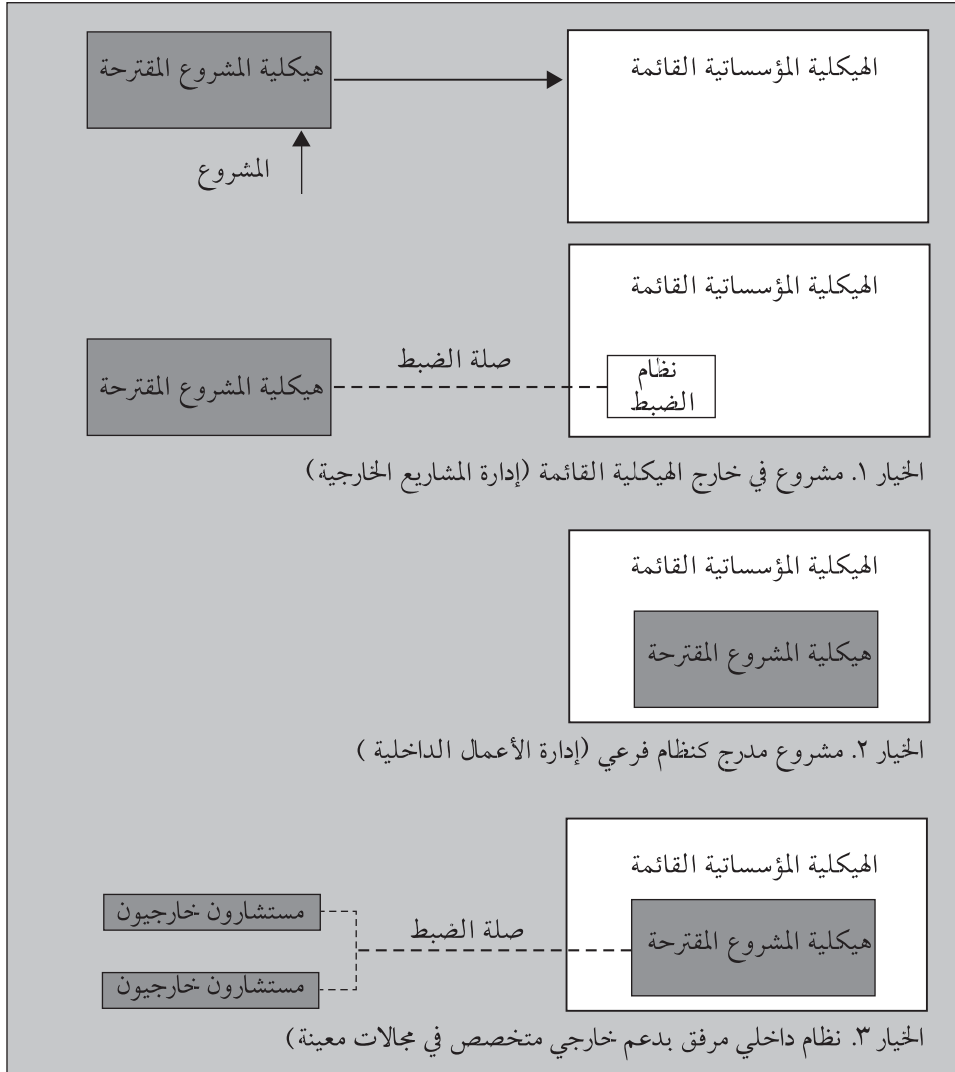 الهيكلية المؤسساتية القائمة
هيكلية المشروع المقترحة
المشروع
الهيكلية المؤسساتية القائمة
صلة الضبط
نظام
الضبط
هيكلية المشروع المقترحة
الخيار ١. مشروع في خارج الهيكلية القائمة (إدارة المشاريع الخارجية)
الهيكلية المؤسساتية القائمة
هيكلية المشروع المقترحة
الخيار ٢. مشروع مدرج كنظام فرعي (إدارة الأعمال الداخلية )
الهيكلية المؤسساتية القائمة
مستشارون خارجيون
صلة الضبط
هيكلية المشروع المقترحة
مستشارون خارجيون
الخيار ٣. نظام داخلي مرفق بدعم خارجي متخصص في مجالات معينة)